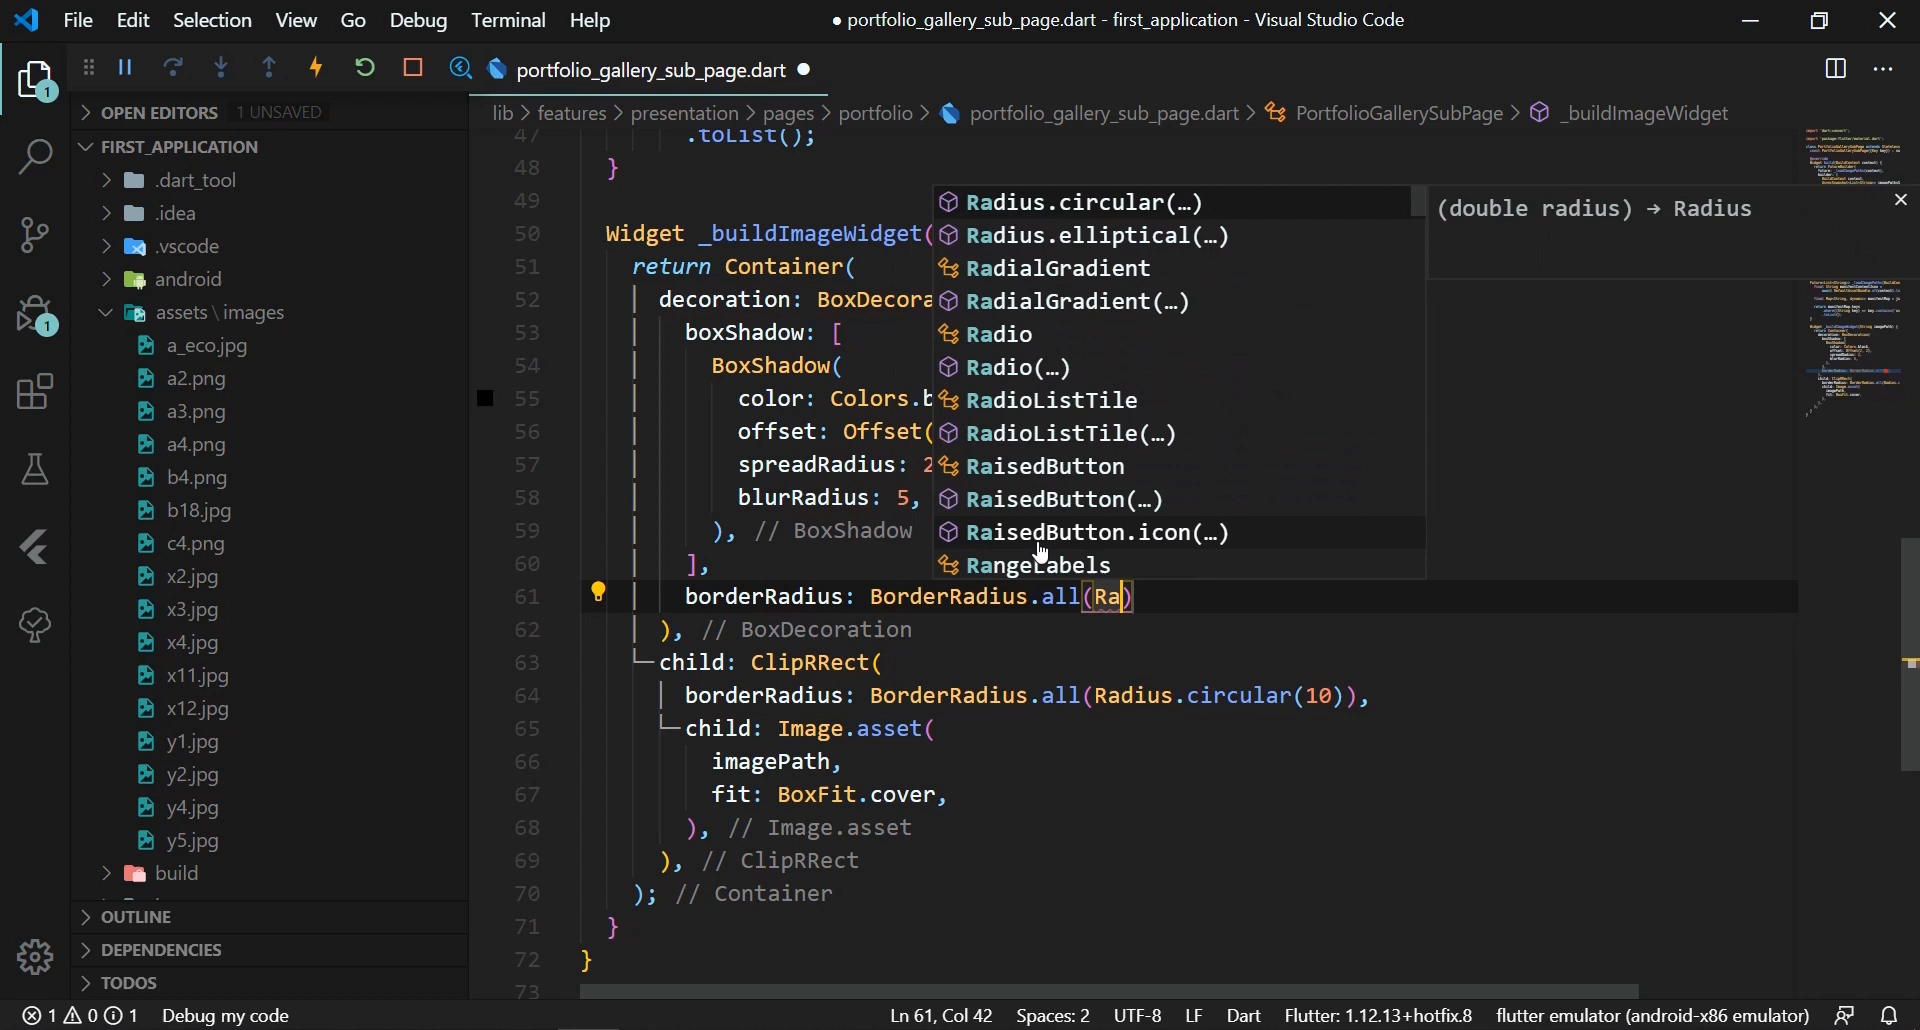 File Edit Selection View Go Debug Terminal Help
● portfolio_gallery_sub_page.dart - first_application - Visual Studio Code
portfolio_gallery_sub_page.dart
1
OPEN EDITORS 1 UNSAVED
lib > features > presentation > pages > portfolio > portfolio_gallery_sub_page.dart > PortfolioGallerySubPage > _buildImageWidget
FIRST_APPLICATION
.dart_tool
.idea
.vscode
android
assets \ images
1
a_eco.jpg
a2.png
a3.png
a4.png
b4.png
b18.jpg
c4.png
x2.jpg
x3.jpg
x4.jpg
x11.jpg
x12.jpg
y1.jpg
y2.jpg
y4.jpg
y5.jpg
build
OUTLINE
DEPENDENCIES
TODOS
47 .toList();
48 }
49
50 Widget _buildImageWidget(
51 return Container(
52 decoration: BoxDecora
53 boxShadow: [
54 BoxShadow(
55 color: Colors.b
56 offset: Offset(
57 spreadRadius: 2
58 blurRadius: 5,
59 ), // BoxShadow
60 ],
61 borderRadius: BorderRadius.all(Ra)
62 ), // BoxDecoration
63 child: ClipRRect(
64 borderRadius: BorderRadius.all(Radius.circular(10)),
65 child: Image.asset(
66 imagePath,
67 fit: BoxFit.cover,
68 ), // Image.asset
69 ), // ClipRRect
70 ); // Container
71 }
72 }
73
Radius.circular(…)
Radius.elliptical(…)
RadialGradient
RadialGradient(…)
Radio
Radio(…)
RadioListTile
RadioListTile(…)
RaisedButton
RaisedButton(…)
RaisedButton.icon(…)
RangeLabels
(double radius) → Radius
1 0 1 Debug my code
Ln 61, Col 42 Spaces: 2 UTF-8 LF Dart Flutter: 1.12.13+hotfix.8 flutter emulator (android-x86 emulator)